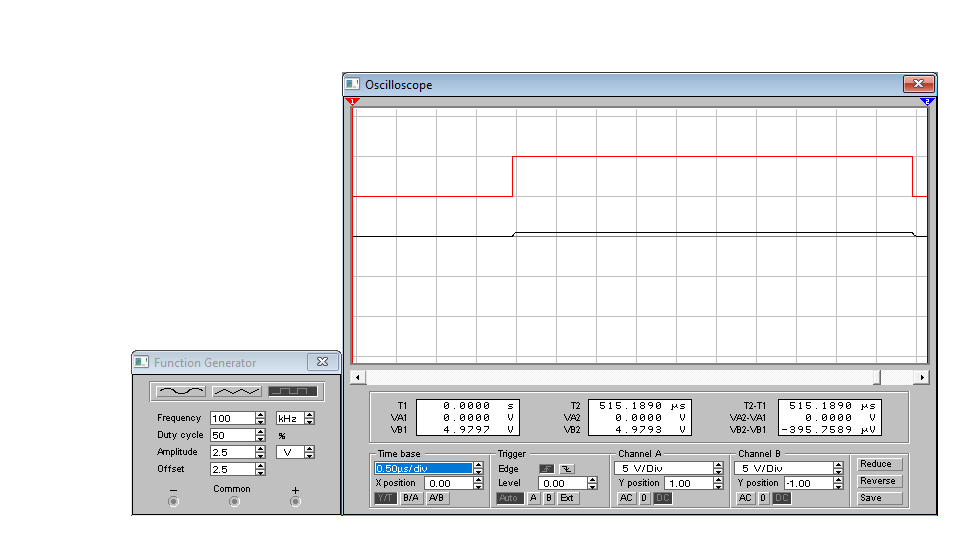 Oscilloscope
1
2
T1 0.0000 s T2 515.1890 µs T2-T1 515.1890 µs
VA1 0.0000 V VA2 0.0000 V VA2-VA1 0.0000 V
VB1 4.9797 V VB2 4.9793 V VB2-VB1 -395.7589 µV
Time base Trigger Channel A Channel B
0.50µs/div Edge 5 V/Div 5 V/Div Reduce
X position 0.00 Level 0.00 Y position 1.00 Y position -1.00 Reverse
Y/T B/A A/B Auto A B Ext AC 0 DC AC 0 DC Save
Function Generator
Frequency 100 kHz
Duty cycle 50 %
Amplitude 2.5 V
Offset 2.5
− Common +